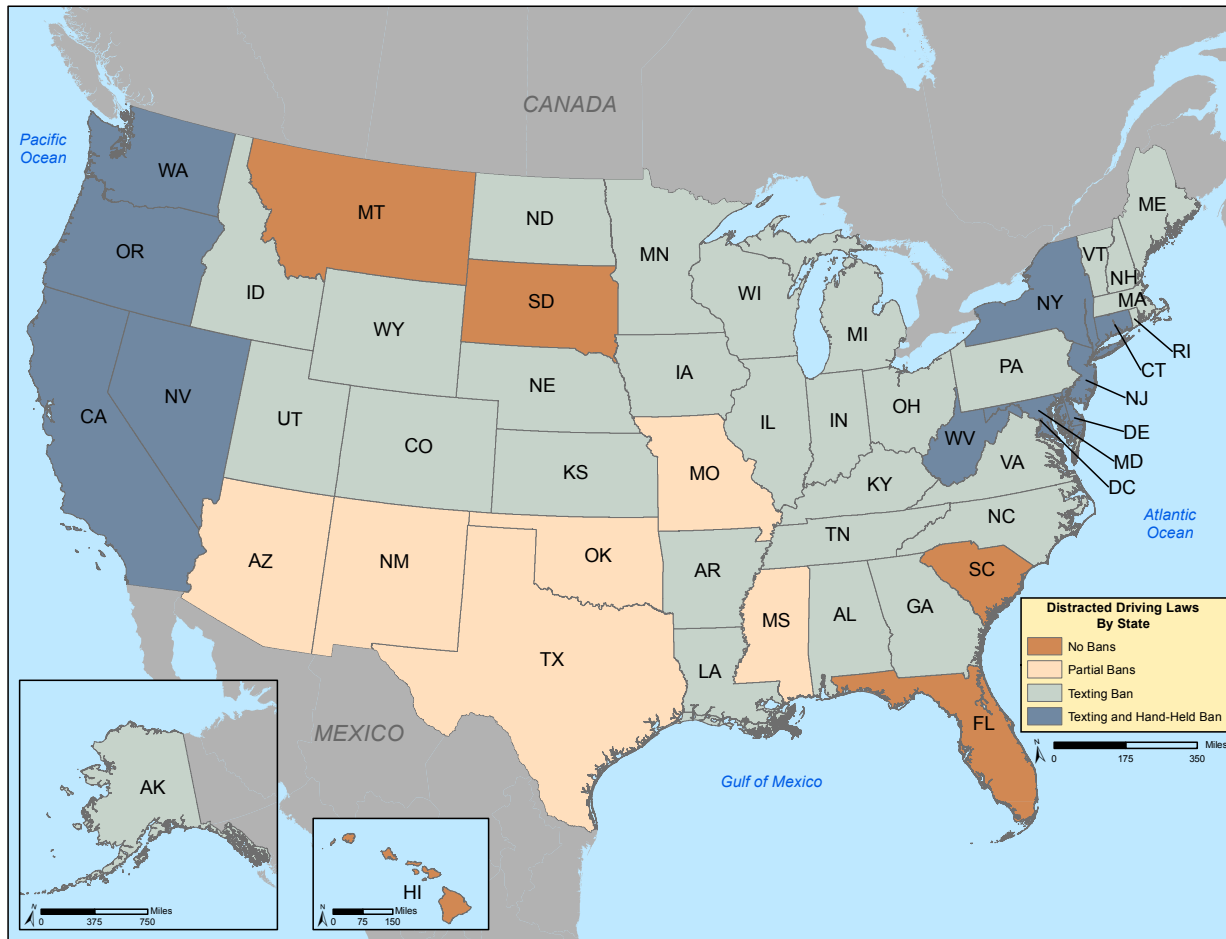 CANADA
Pacific
Ocean
WA
MT
ND
ME
OR
MN
VT
NH
ID
SD
WI
NY
MA
WY
MI
RI
CT
IA
PA
NE
NJ
NV
OH
CA
UT
IL
IN
DE
CO
WV
MD
KS
MO
VA
DC
KY
NC
Atlantic
Ocean
TN
AZ
NM
OK
AR
SC
MS
AL
GA
Distracted Driving Laws
By State
No Bans
Partial Bans
Texting Ban
Texting and Hand-Held Ban
TX
LA
FL
MEXICO
N
Miles
0 175 350
Gulf of Mexico
AK
HI
N
Miles
0 375 750
N
Miles
0 75 150